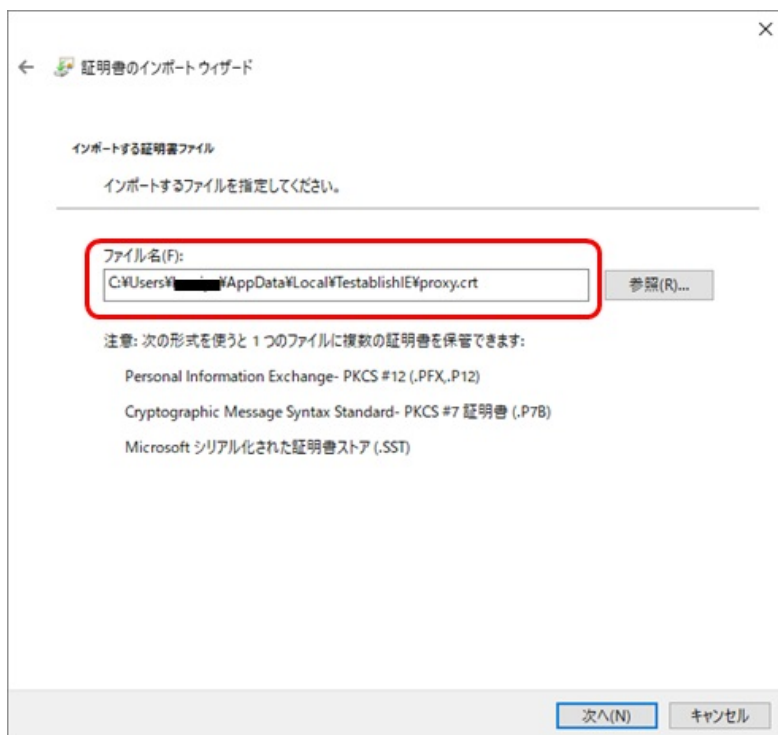 証明書のインポート ウィザード
インポートする証明書ファイル
インポートするファイルを指定してください。
ファイル名(F):
C:¥Users¥ ¥AppData¥Local¥TestablishIE¥proxy.crt
参照(R)...
注意: 次の形式を使うと 1 つのファイルに複数の証明書を保管できます:
Personal Information Exchange- PKCS #12 (.PFX,.P12)
Cryptographic Message Syntax Standard- PKCS #7 証明書 (.P7B)
Microsoft シリアル化された証明書ストア (.SST)
次へ(N)
キャンセル